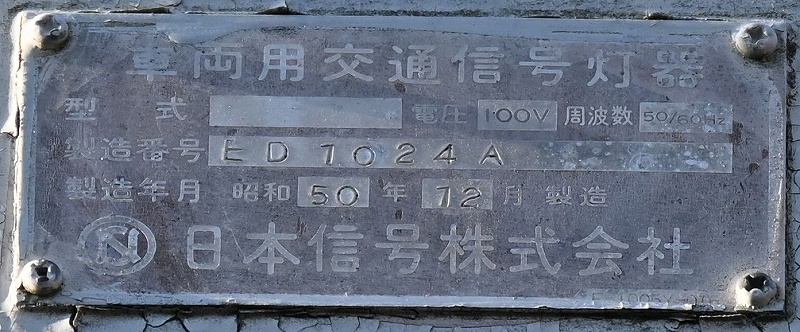 車両用交通信号灯器
型式 電圧 100V 周波数 50/60Hz
製造番号 ED1024A
製造年月 昭和 50 年 12 月 製造
N 日本信号株式会社